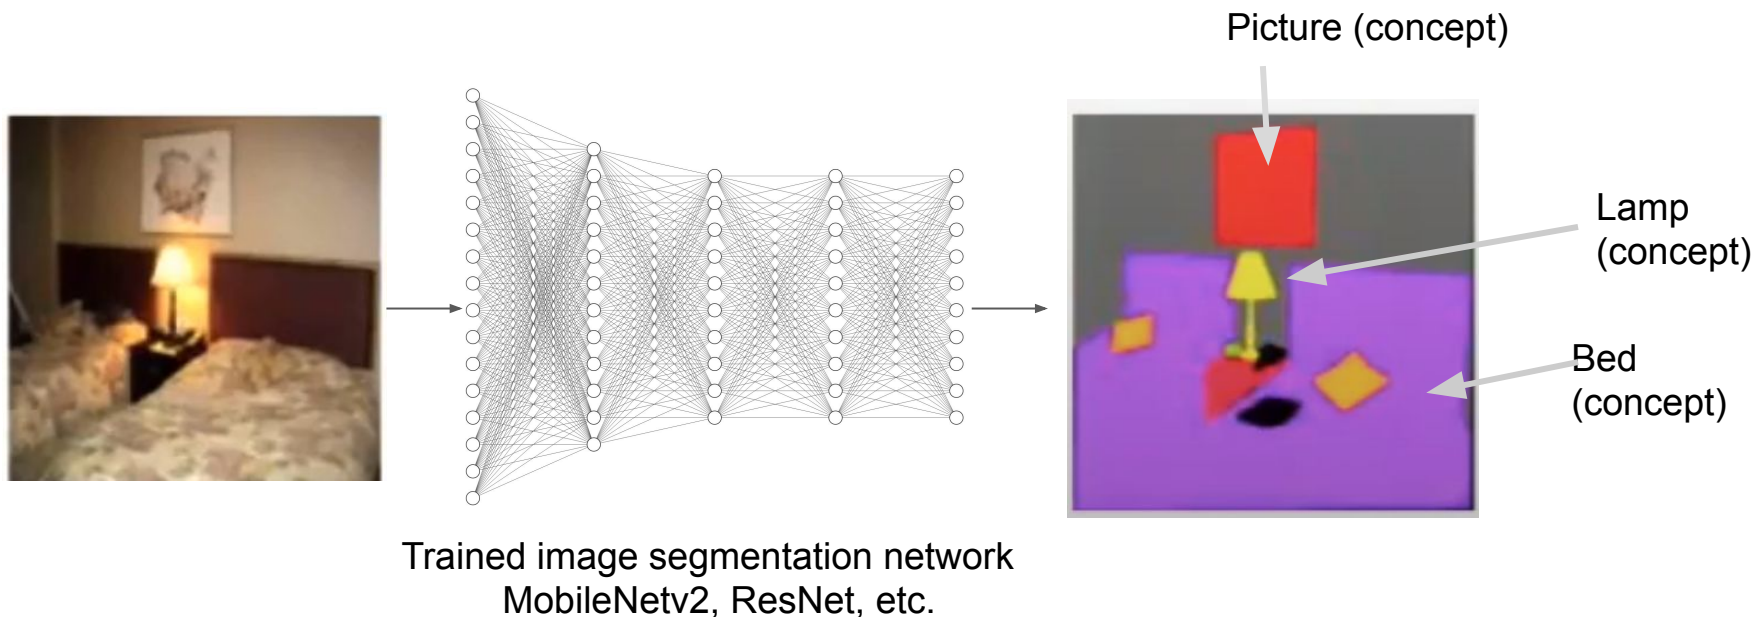 Picture (concept)
Lamp
(concept)
Bed
(concept)
Trained image segmentation network
MobileNetv2, ResNet, etc.